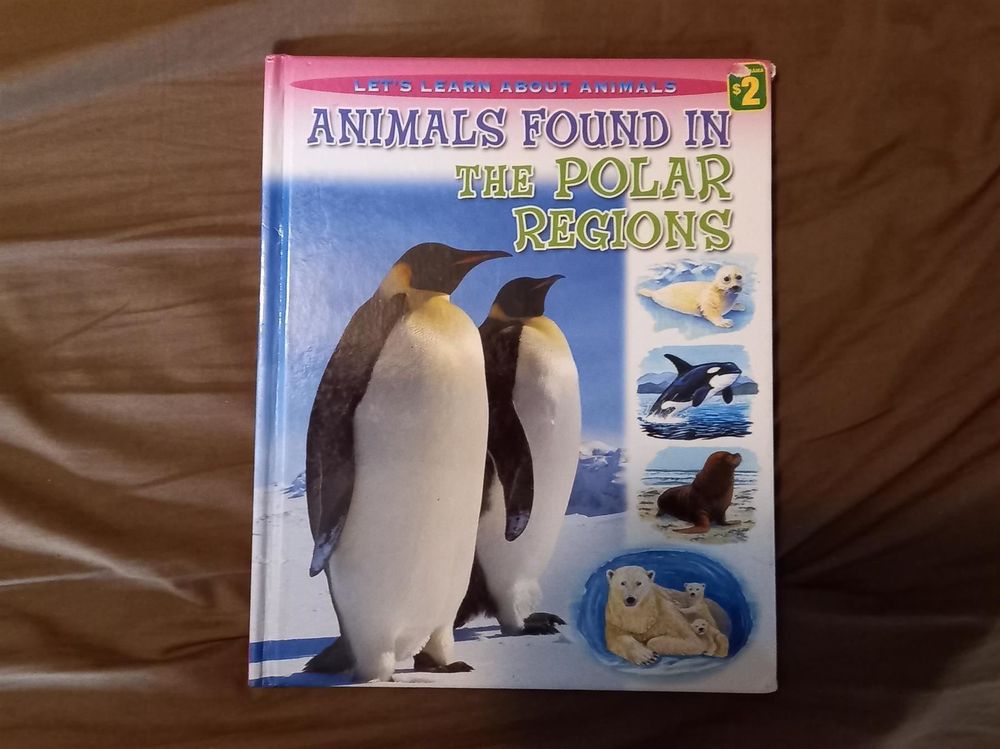 LET'S LEARN ABOUT ANIMALS
$2
ANIMALS FOUND IN
THE POLAR
REGIONS